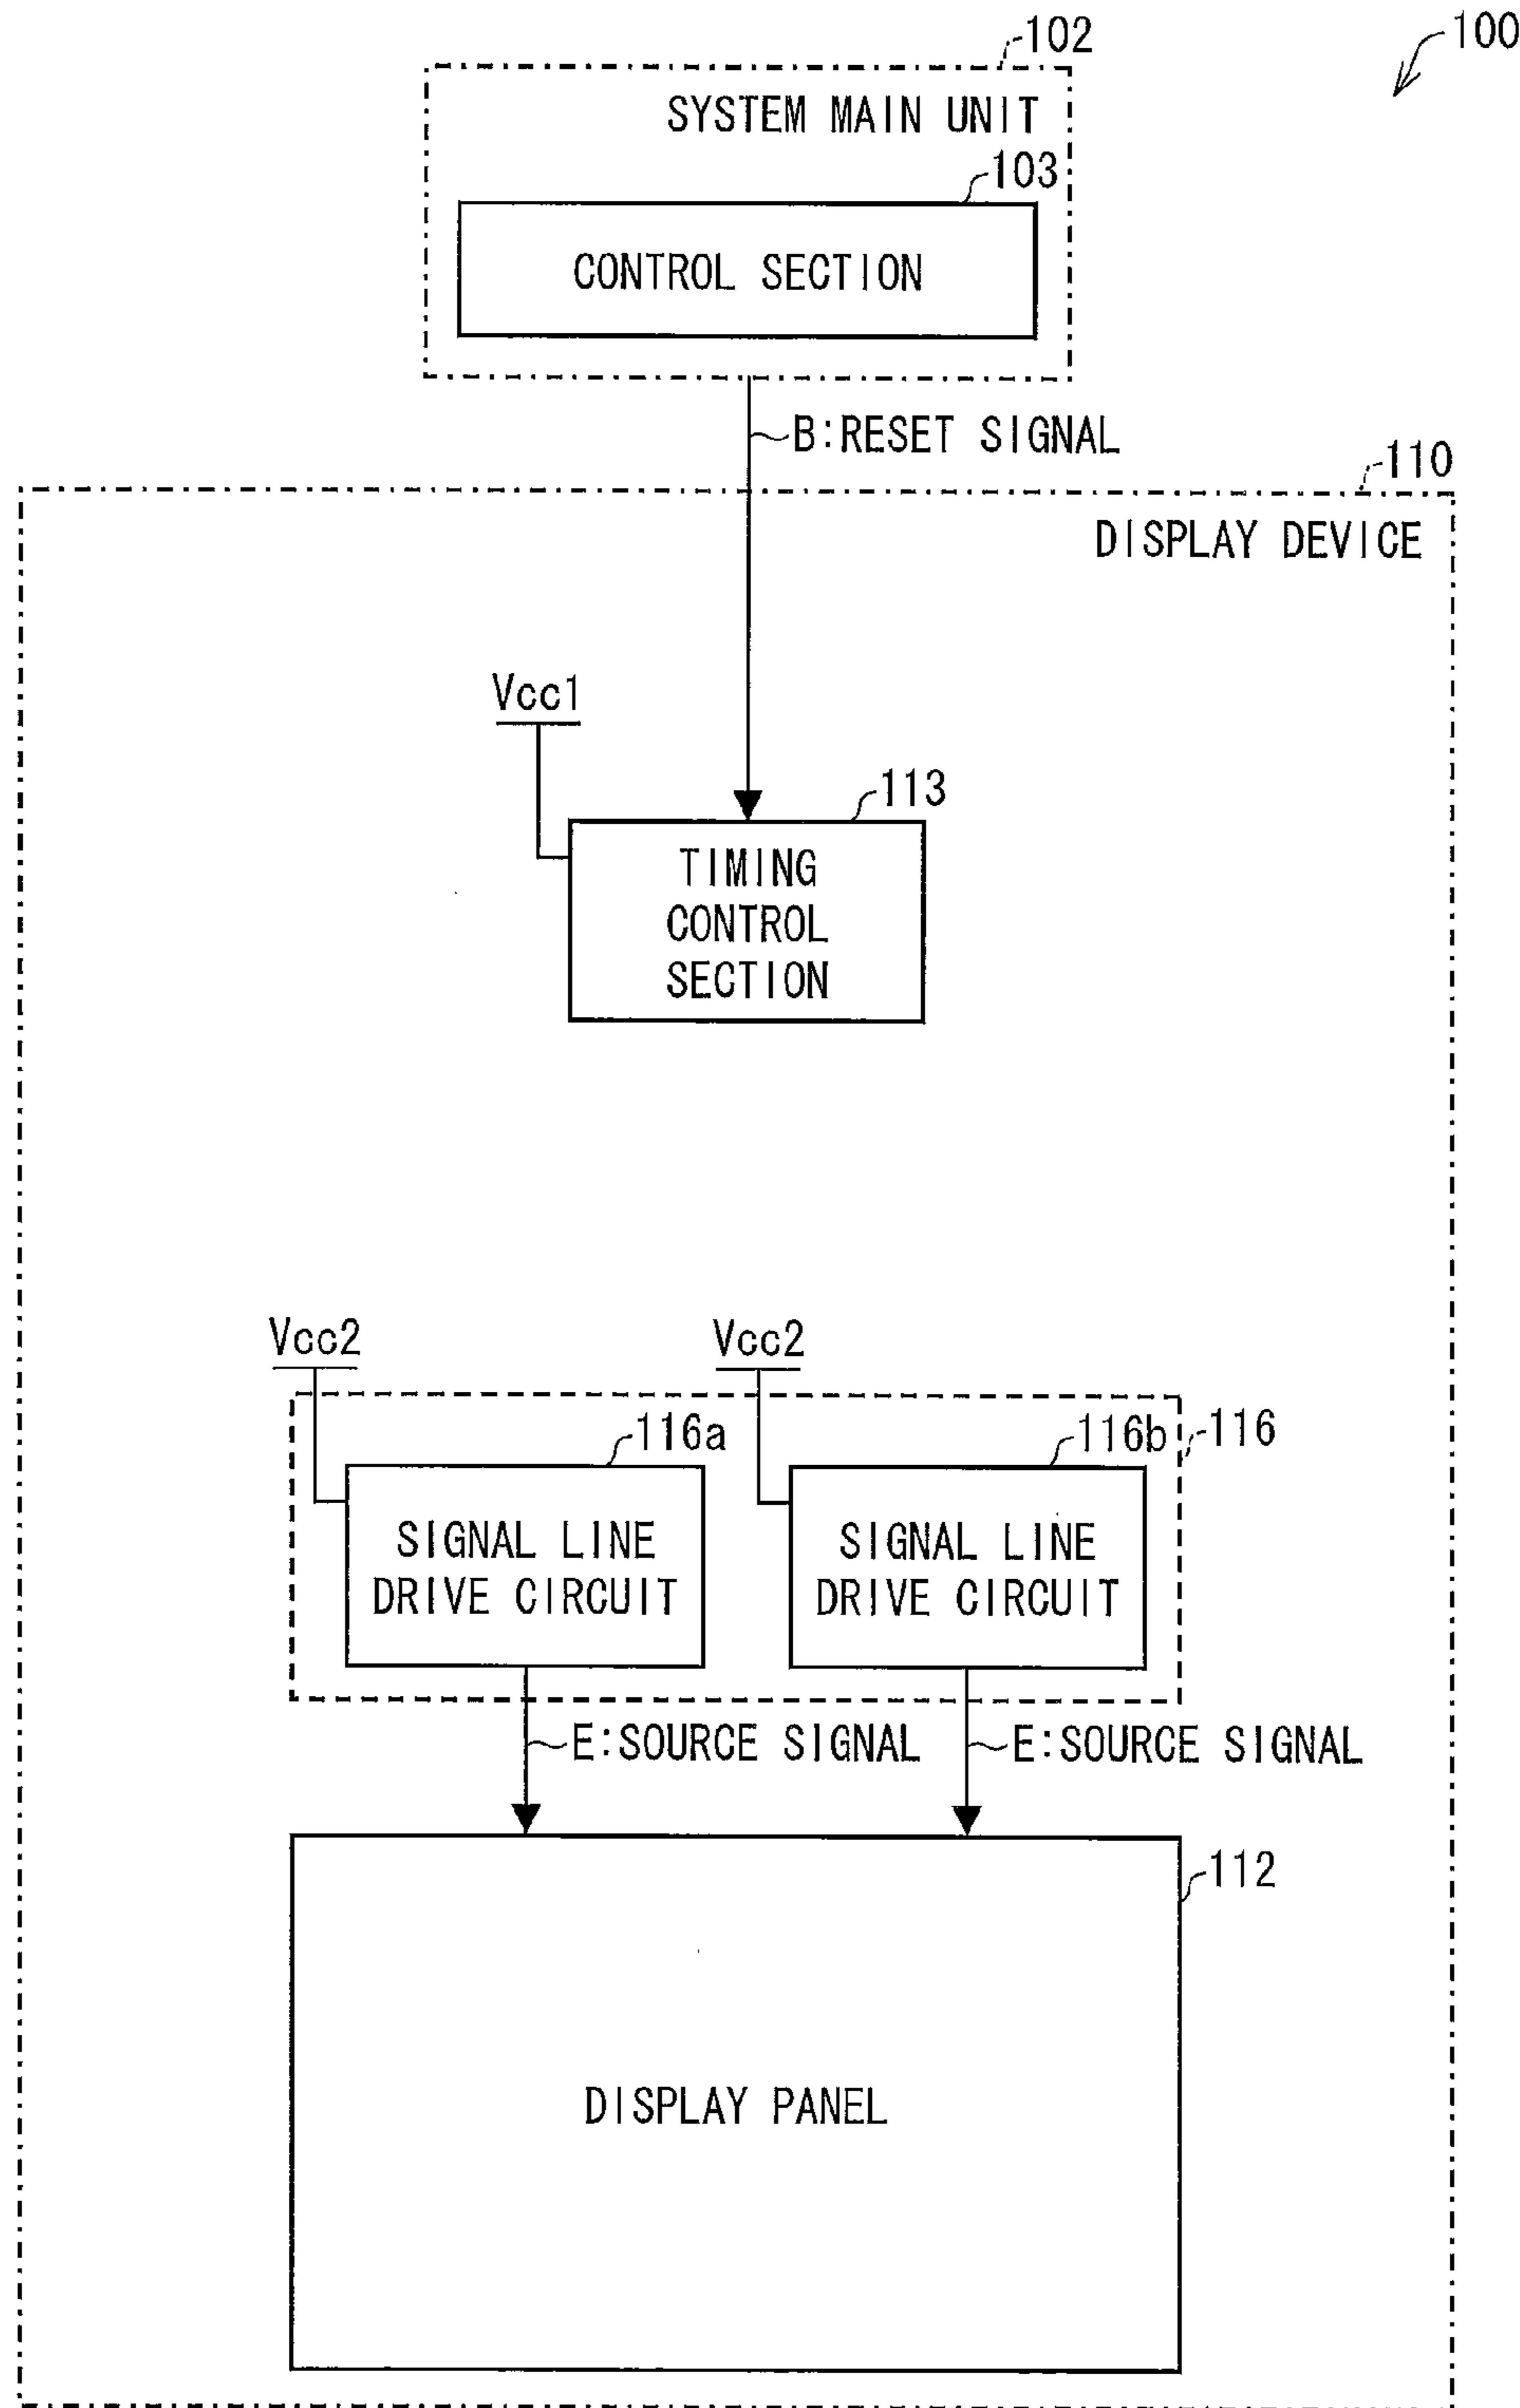 100
102
SYSTEM MAIN UNIT
103
CONTROL SECTION
B:RESET SIGNAL
110
DISPLAY DEVICE
Vcc1
113
TIMING
CONTROL
SECTION
Vcc2
Vcc2
116a
116b
116
SIGNAL LINE
DRIVE CIRCUIT
SIGNAL LINE
DRIVE CIRCUIT
E:SOURCE SIGNAL
E:SOURCE SIGNAL
112
DISPLAY PANEL